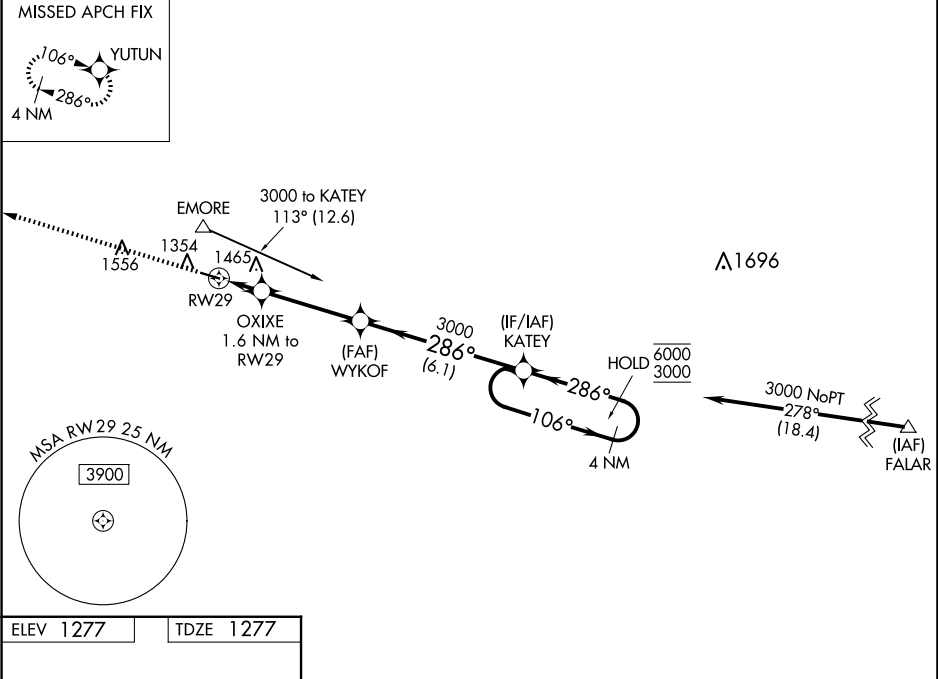 MISSED APCH FIX
106°
YUTUN
286°
4 NM
EMORE
3000 to KATEY
113° (12.6)
1556
1354
1465
1696
RW29
OXIXE
1.6 NM to
RW29
(FAF)
WYKOF
3000
286°
(6.1)
(IF/IAF)
KATEY
HOLD
6000
3000
286°
106°
4 NM
3000 NoPT
278°
(18.4)
(IAF)
FALAR
MSA RW29 25 NM
3900
ELEV 1277
TDZE 1277